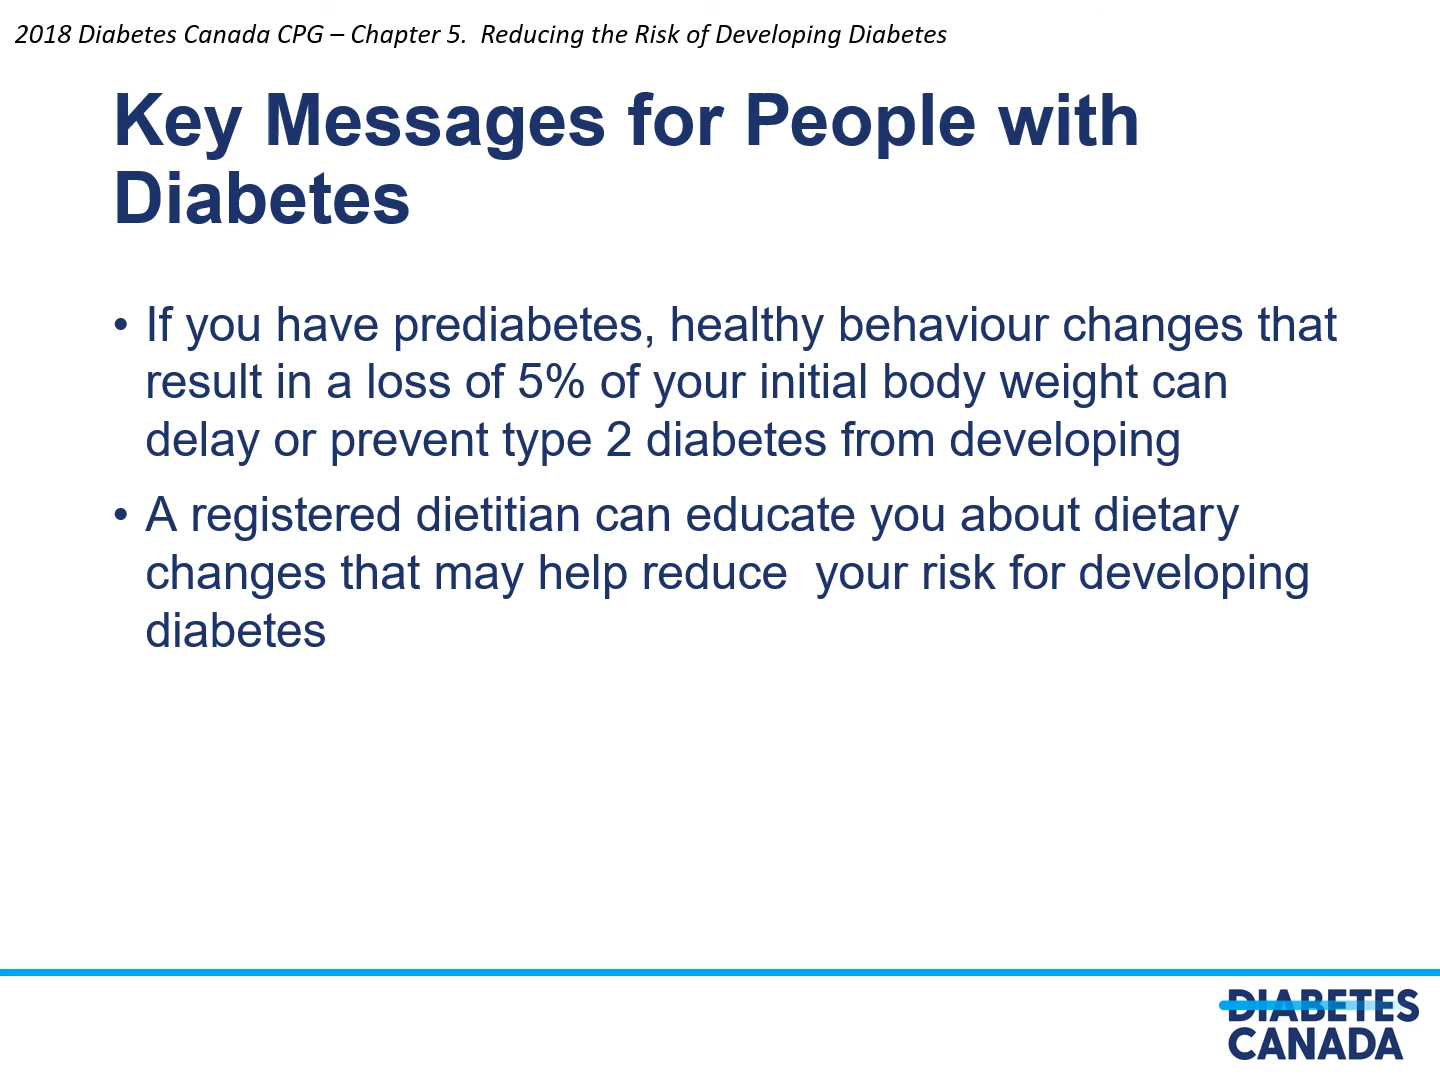 2018 Diabetes Canada CPG – Chapter 5.  Reducing the Risk of Developing Diabetes
Key Messages for People with
Diabetes
• If you have prediabetes, healthy behaviour changes that
result in a loss of 5% of your initial body weight can
delay or prevent type 2 diabetes from developing
• A registered dietitian can educate you about dietary
changes that may help reduce  your risk for developing
diabetes
DIABETES
CANADA